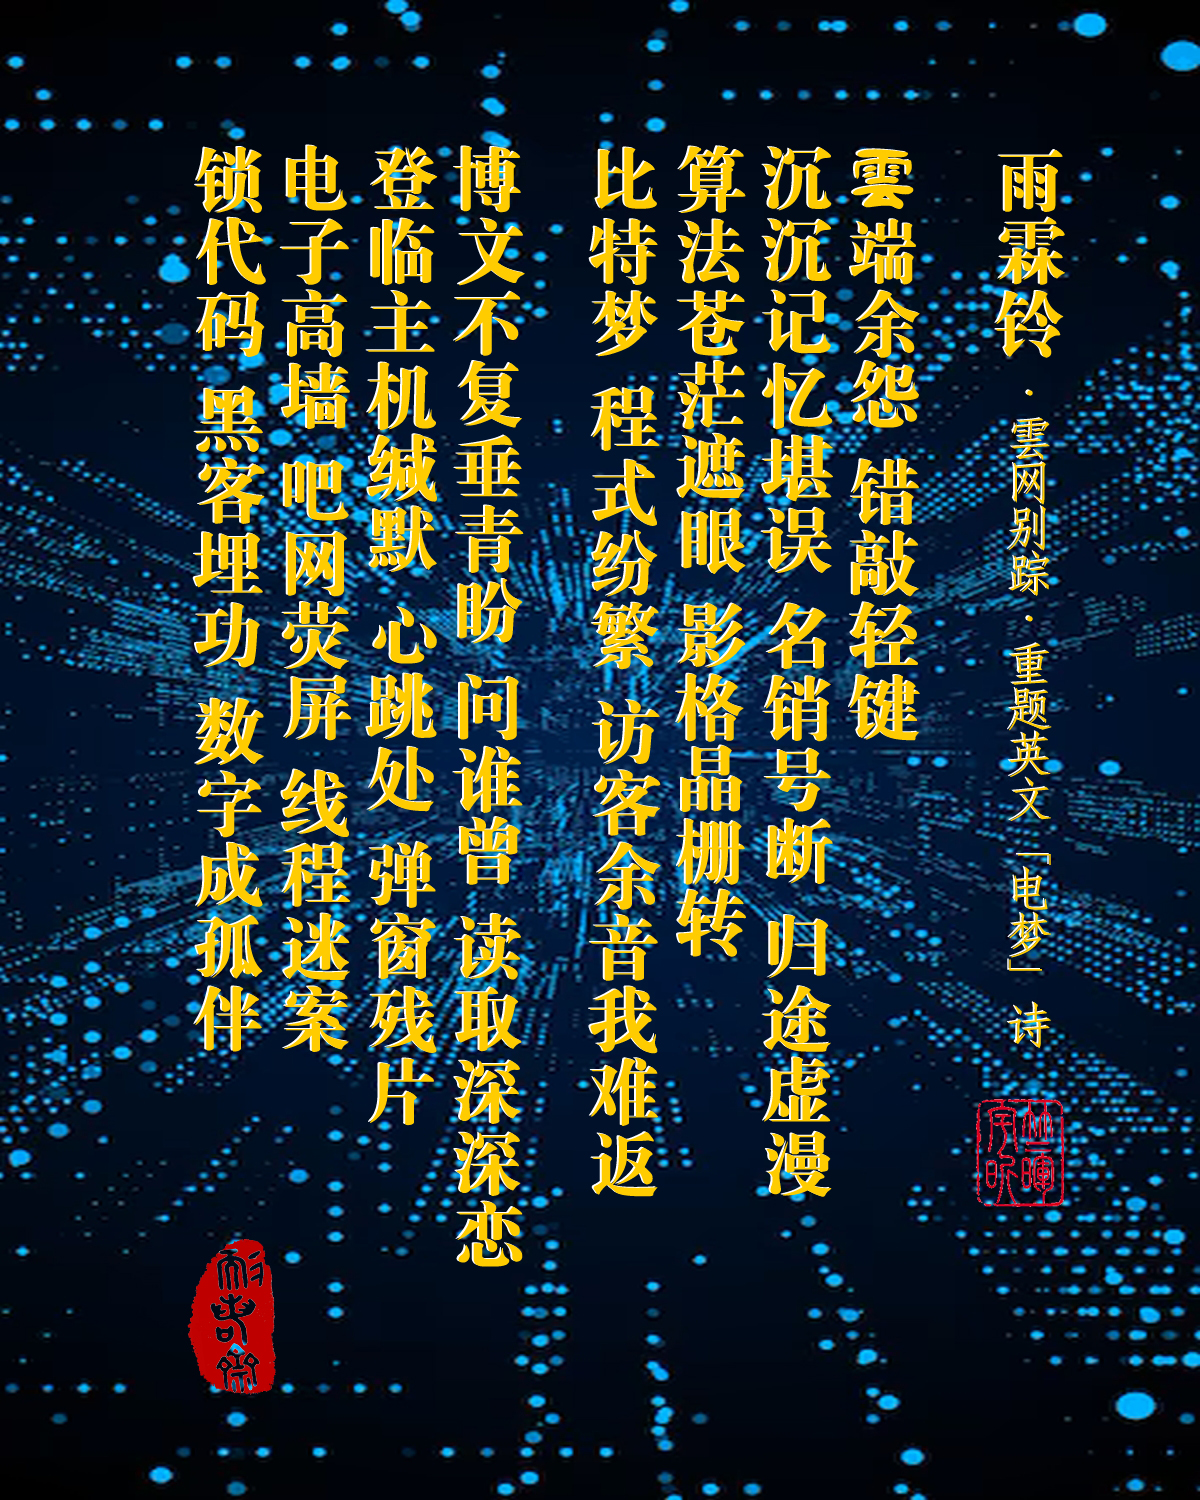 雨霖铃 · 雲网别踪 · 重题英文「电梦」 诗
雲端余怨 错敲轻键
沉沉记忆堪误 名销号断 归途虚漫
算法苍茫遮眼 影格晶栅转
比特梦 程式纷繁 访客余音我难返
博文不复垂青盼 问谁曾 读取深深恋
登临主机缄默 心跳处 弹窗残片
电子高墙 吧网荧屏 线程迷案
锁代码 黑客埋功 数字成孤伴